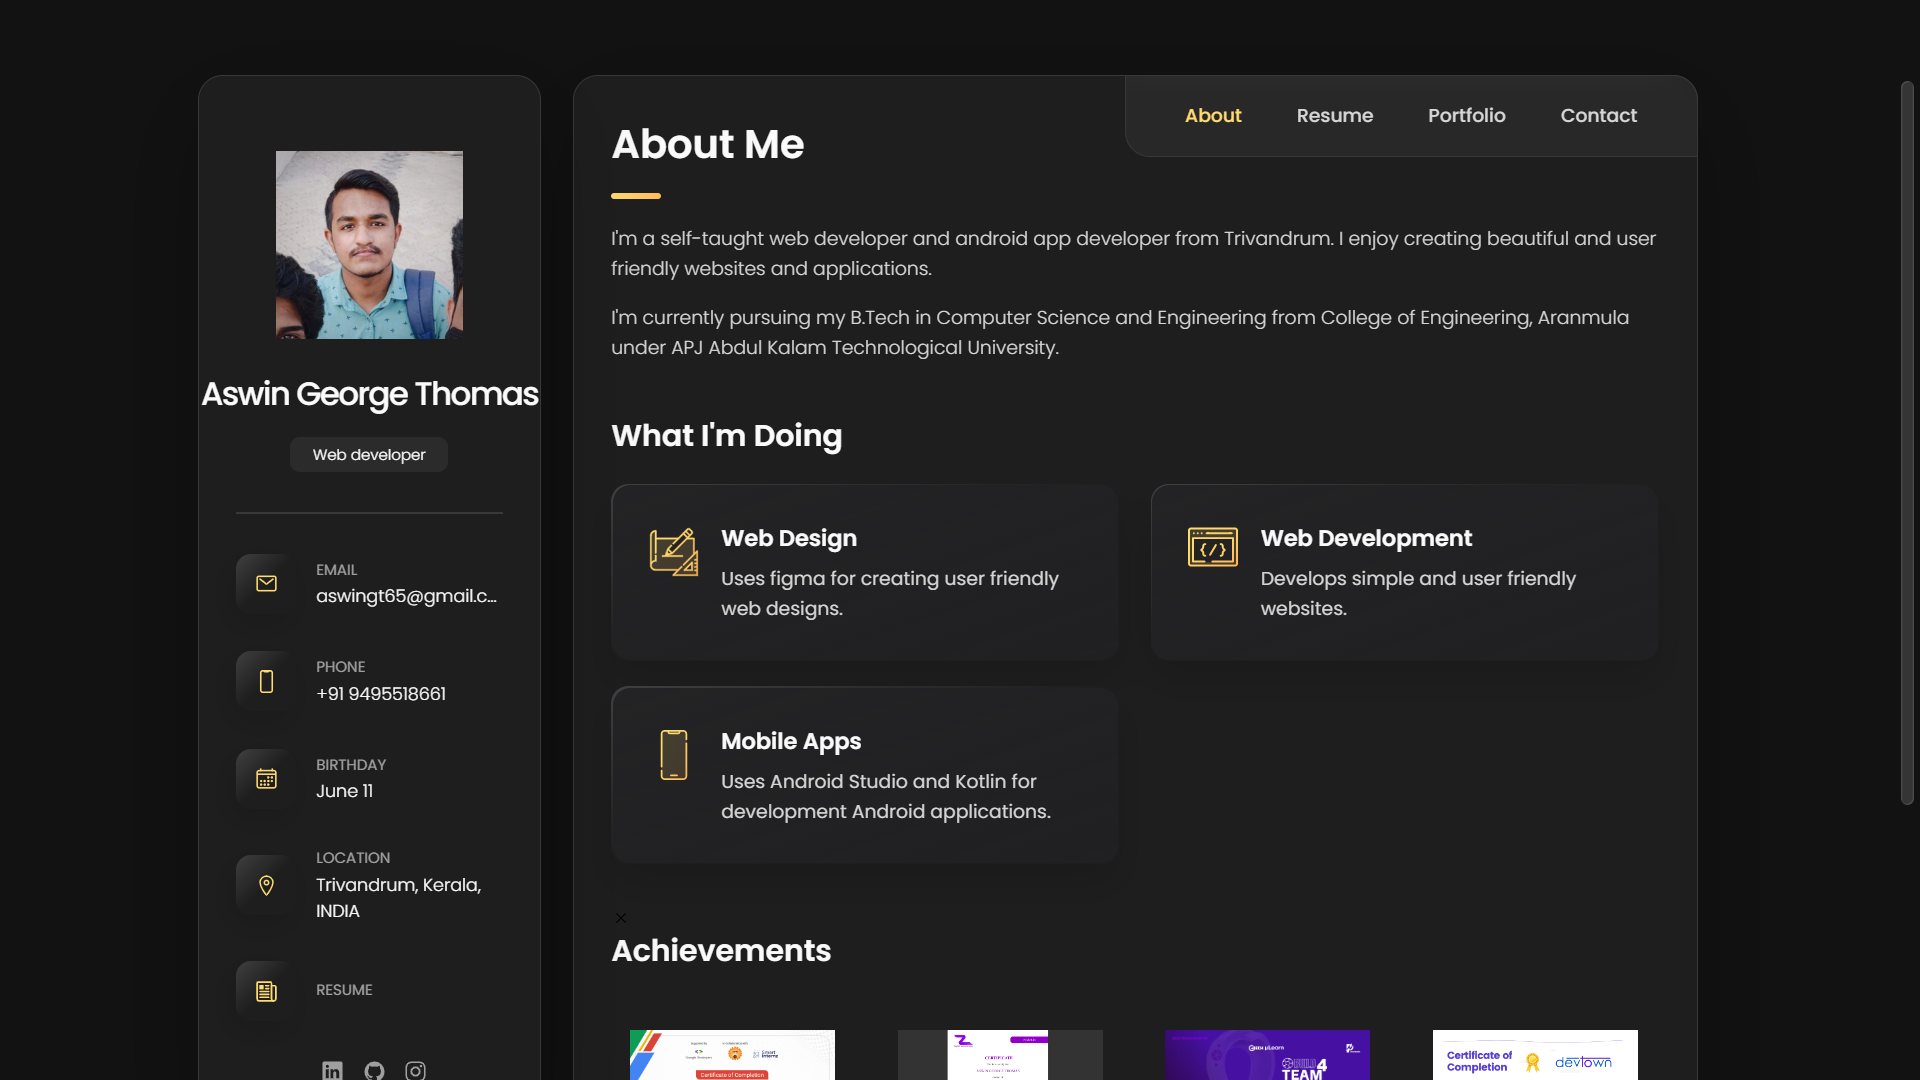 Aswin George Thomas
Web developer
EMAIL
aswingt65@gmail.c...
PHONE
+91 9495518661
BIRTHDAY
June 11
LOCATION
Trivandrum, Kerala,
INDIA
RESUME
About
Resume
Portfolio
Contact
About Me
I'm a self-taught web developer and android app developer from Trivandrum. I enjoy creating beautiful and user
friendly websites and applications.
I'm currently pursuing my B.Tech in Computer Science and Engineering from College of Engineering, Aranmula
under APJ Abdul Kalam Technological University.
What I'm Doing
Web Design
Uses figma for creating user friendly
web designs.
Web Development
Develops simple and user friendly
websites.
Mobile Apps
Uses Android Studio and Kotlin for
development Android applications.
Achievements
Certificate of Completion
CERTIFICATE
BUILD4
TEAM
Certificate of
Completion
devtown